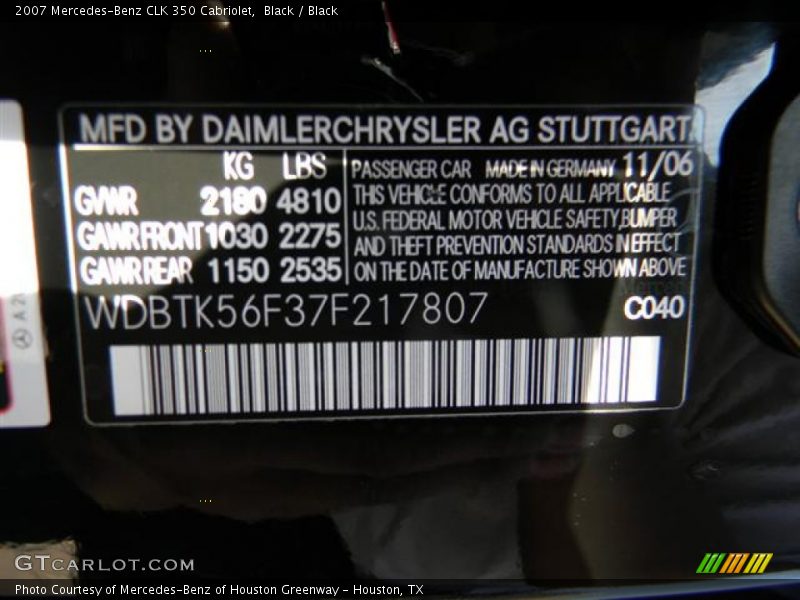 2007 Mercedes-Benz CLK 350 Cabriolet, Black / Black
MFD BY DAIMLERCHRYSLER AG STUTTGART
KG LBS
GVWR 2180 4810
GAWR FRONT 1030 2275
GAWR REAR 1150 2535
PASSENGER CAR MADE IN GERMANY 11/06
THIS VEHICLE CONFORMS TO ALL APPLICABLE
U.S. FEDERAL MOTOR VEHICLE SAFETY, BUMPER
AND THEFT PREVENTION STANDARDS IN EFFECT
ON THE DATE OF MANUFACTURE SHOWN ABOVE
WDBTK56F37F217807 C040
GTCARLOT.COM
Photo Courtesy of Mercedes-Benz of Houston Greenway - Houston, TX